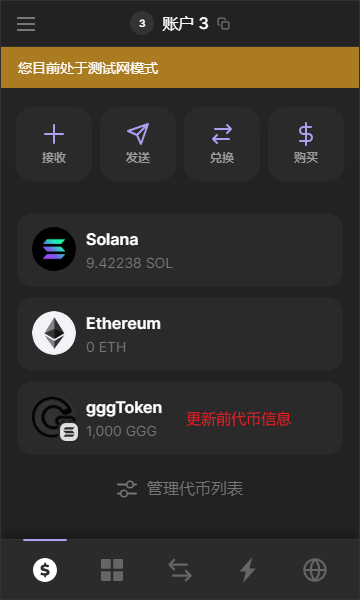 3 账户 3
您目前处于测试网模式
接收 发送 兑换 购买
Solana
9.42238 SOL
Ethereum
0 ETH
gggToken
更新前代币信息
1,000 GGG
管理代币列表